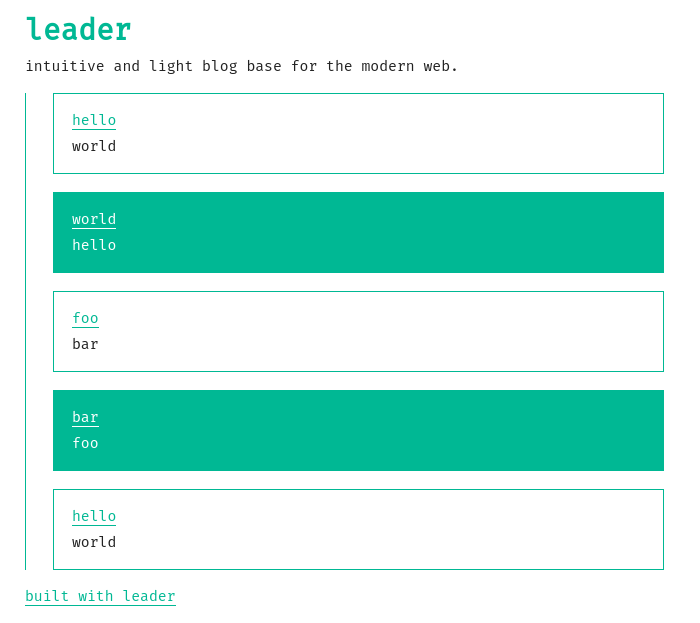 leader
intuitive and light blog base for the modern web.
hello
world
world
hello
foo
bar
bar
foo
hello
world
built with leader